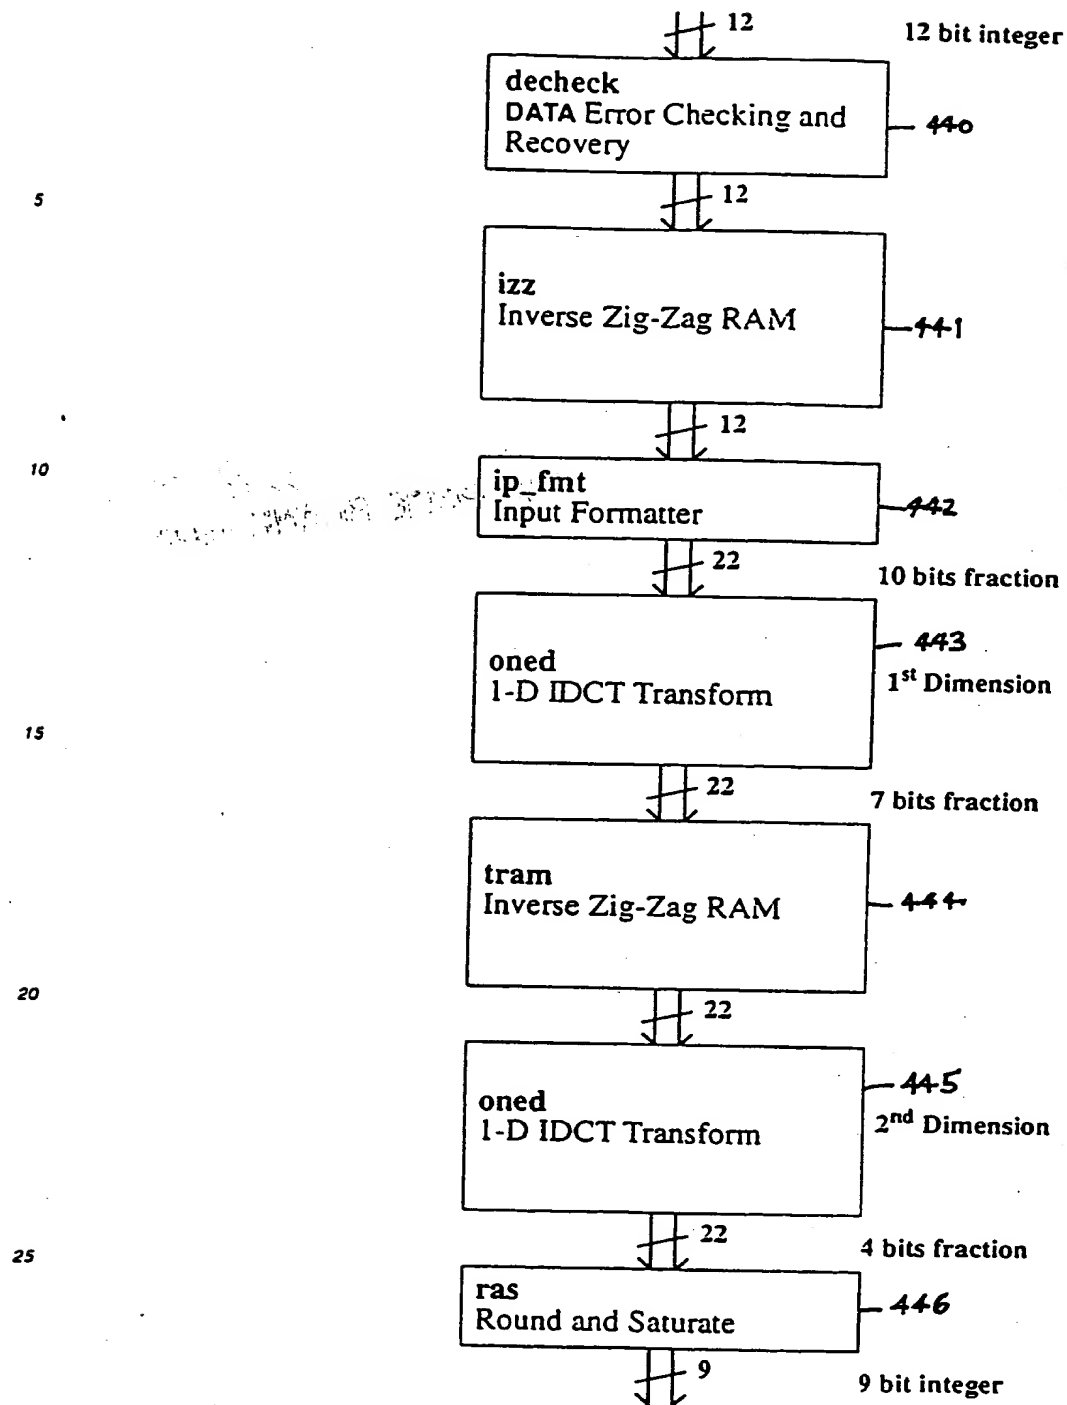 12
12 bit integer
decheck
DATA Error Checking and
Recovery
440
5
12
izz
Inverse Zig-Zag RAM
441
12
10
ip_fmt
Input Formatter
442
22
10 bits fraction
oned
1-D IDCT Transform
443
1st Dimension
15
22
7 bits fraction
tram
Inverse Zig-Zag RAM
444
20
22
oned
1-D IDCT Transform
445
2nd Dimension
22
4 bits fraction
25
ras
Round and Saturate
446
9
9 bit integer